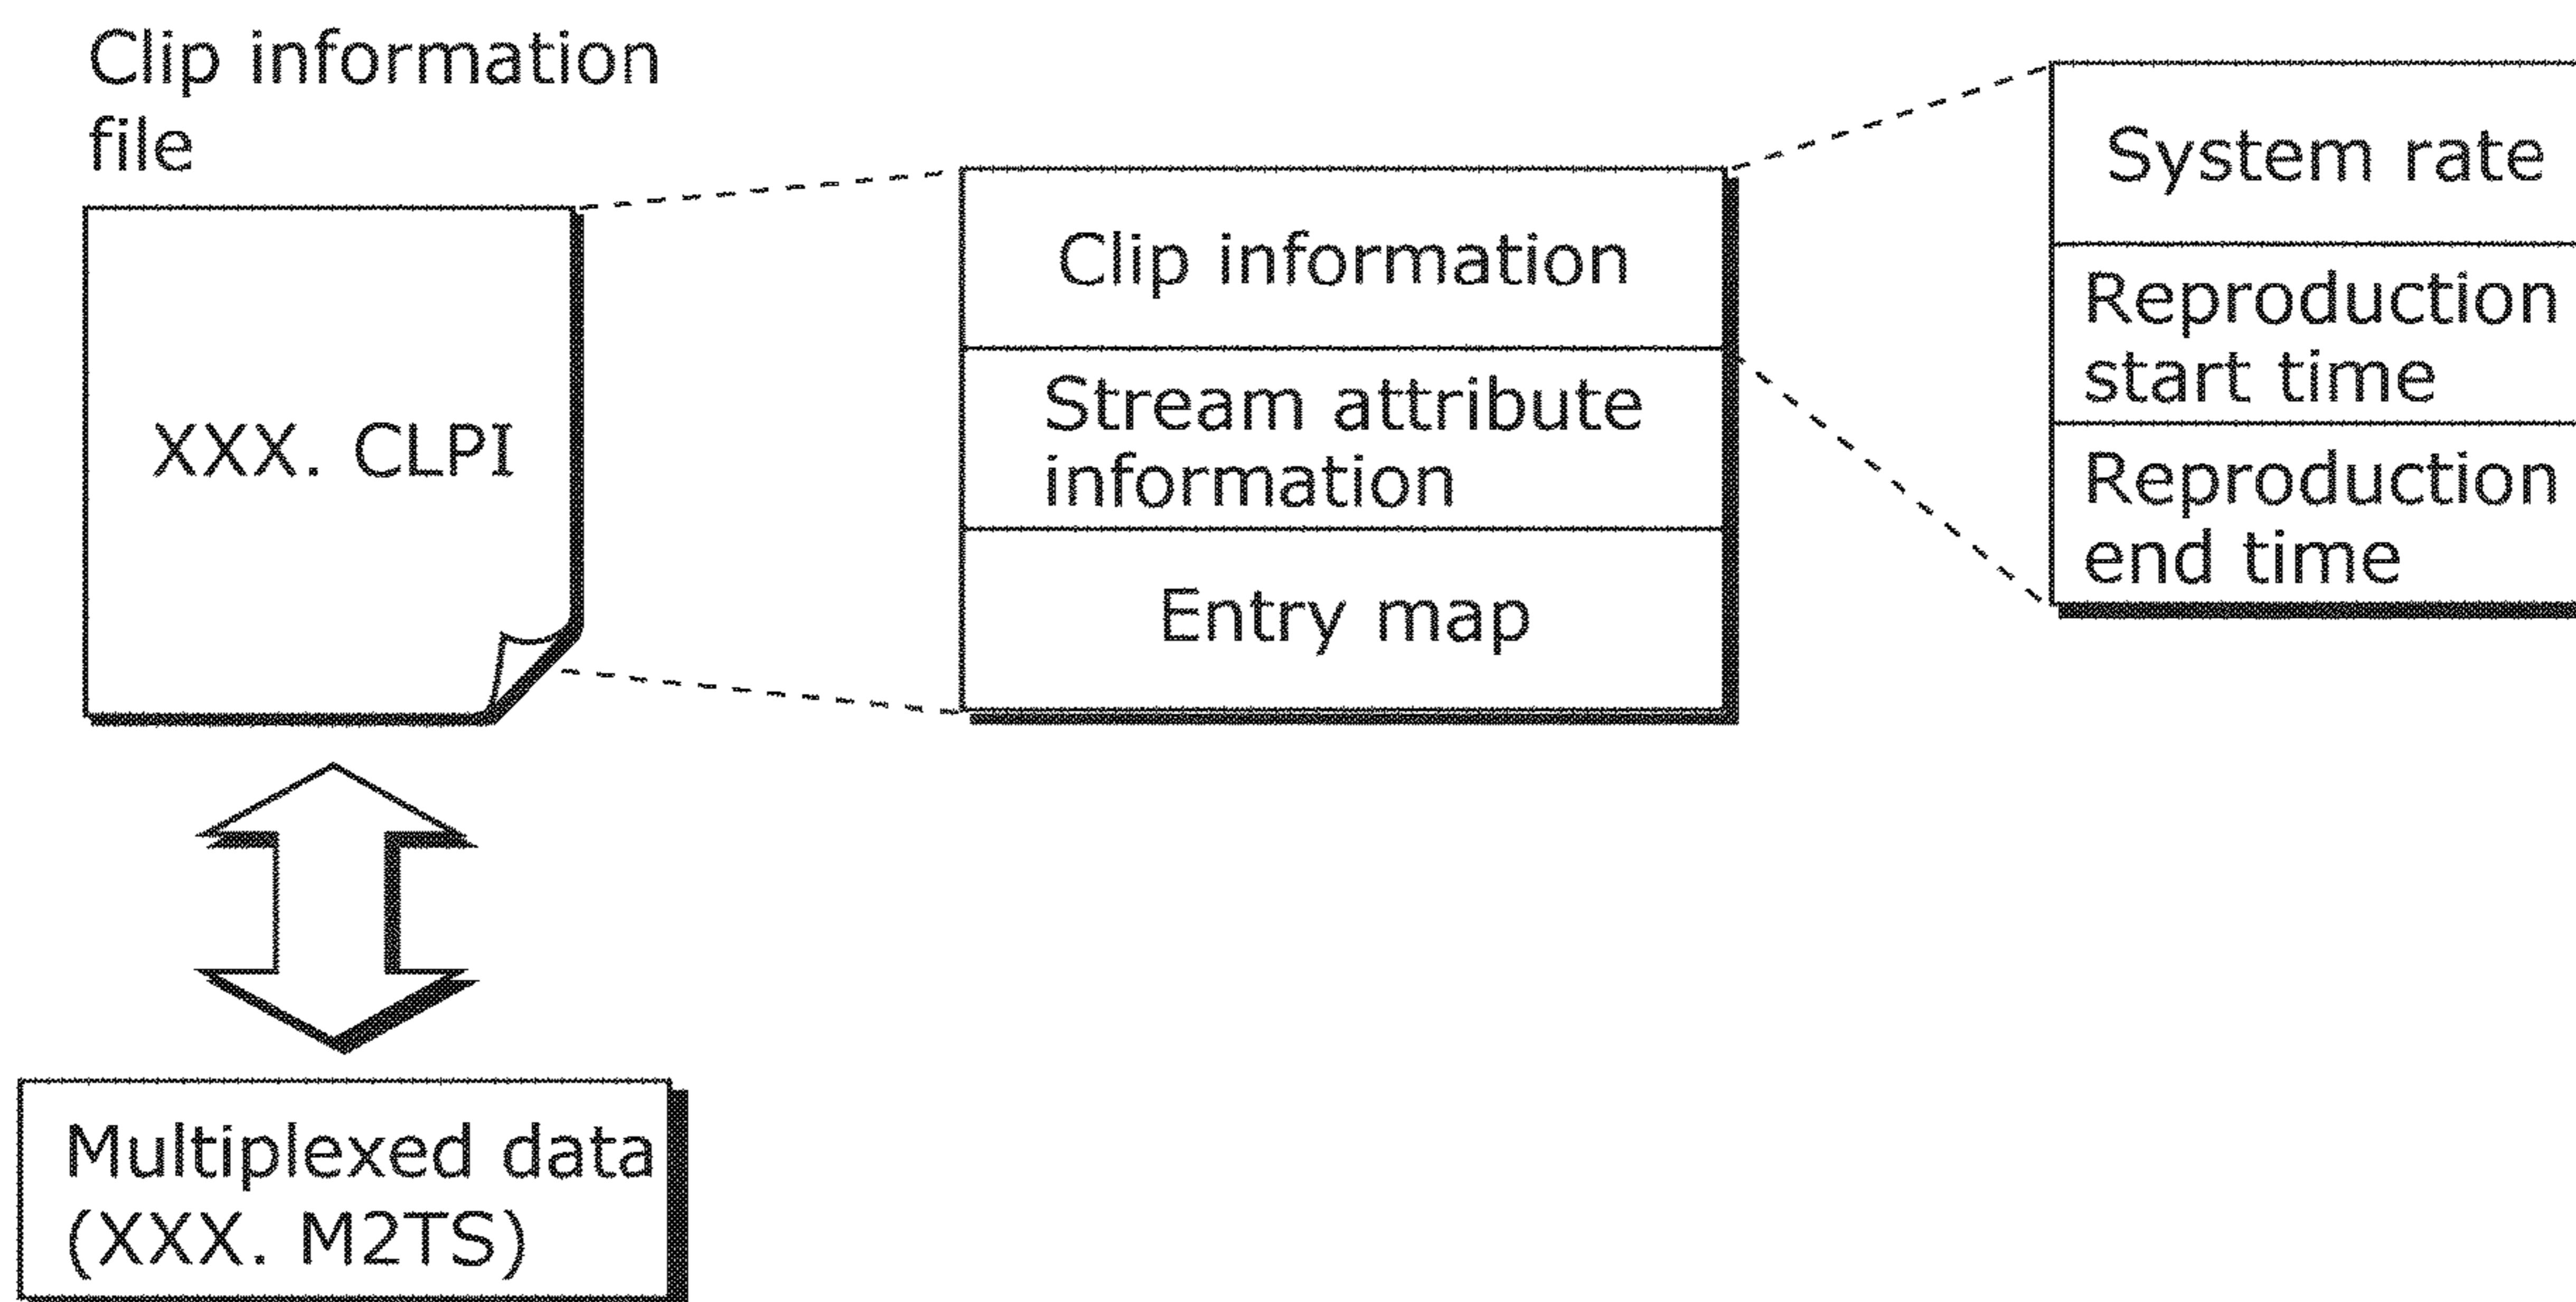 Clip information
file
XXX. CLPI
Clip information
Stream attribute
information
Entry map
System rate
Reproduction
start time
Reproduction
end time
Multiplexed data
(XXX. M2TS)